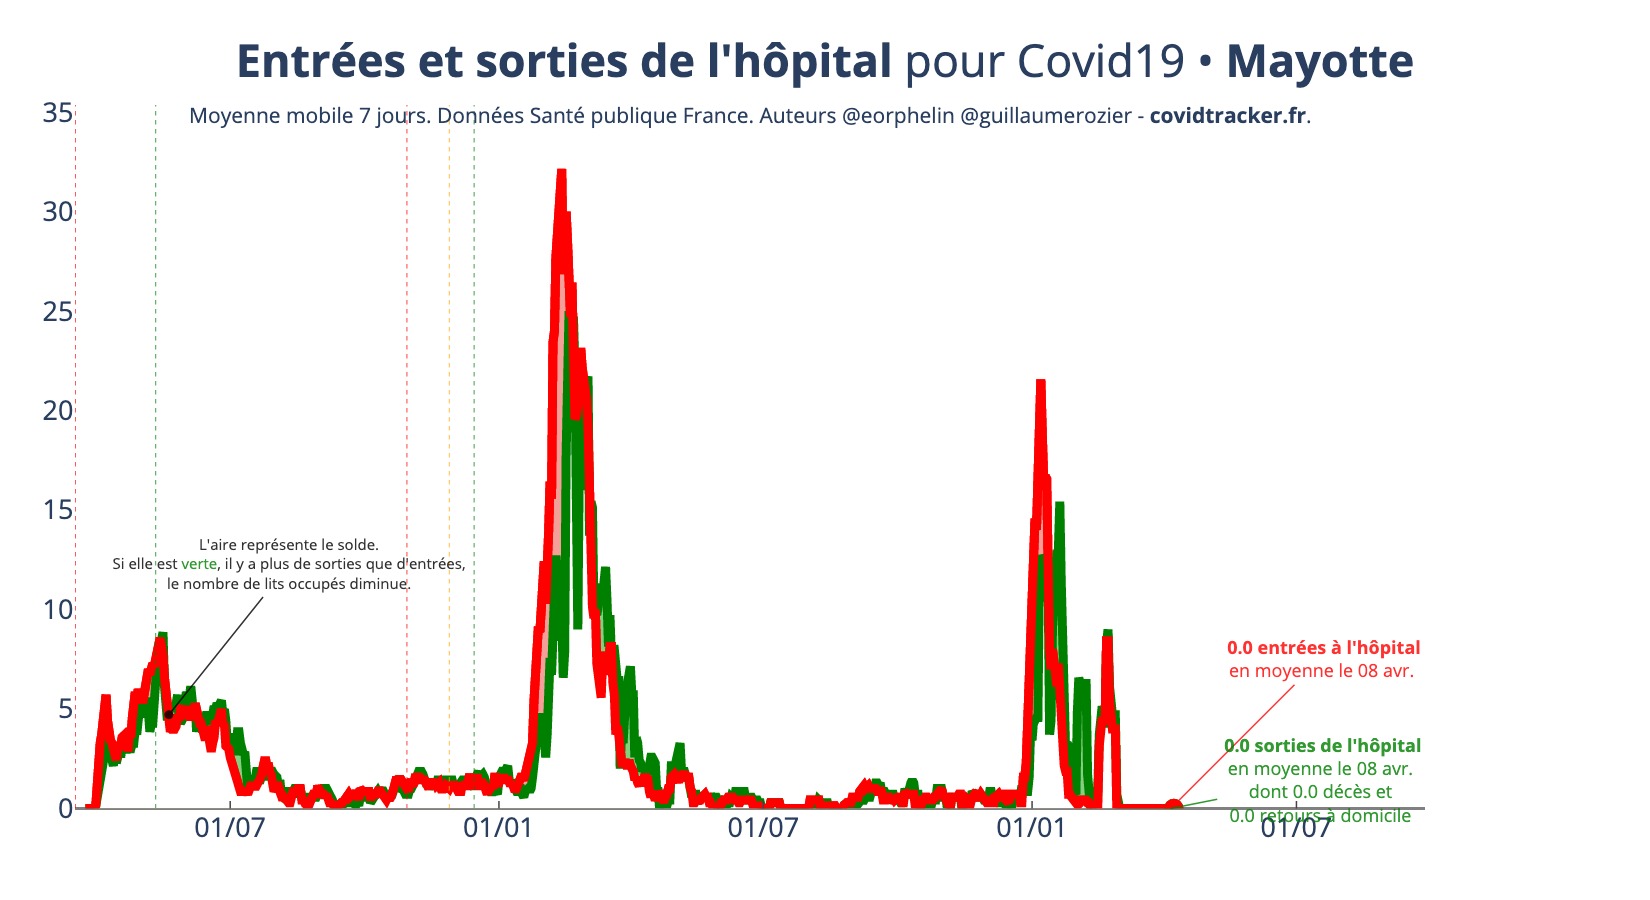 Entrées et sorties de l'hôpital pour Covid19 • Mayotte
Moyenne mobile 7 jours. Données Santé publique France. Auteurs @eorphelin @guillaumerozier - covidtracker.fr.
35
30
25
20
15
10
5
0
L'aire représente le solde.
Si elle est verte, il y a plus de sorties que d'entrées,
le nombre de lits occupés diminue.
0.0 entrées à l'hôpital
en moyenne le 08 avr.
0.0 sorties de l'hôpital
en moyenne le 08 avr.
dont 0.0 décès et
0.0 retours à domicile
01/07
01/01
01/07
01/01
01/07